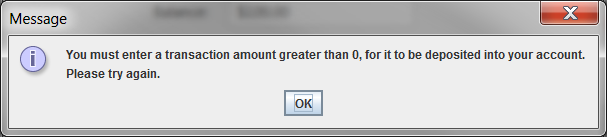 Message
You must enter a transaction amount greater than 0, for it to be deposited into your account.
Please try again.
OK